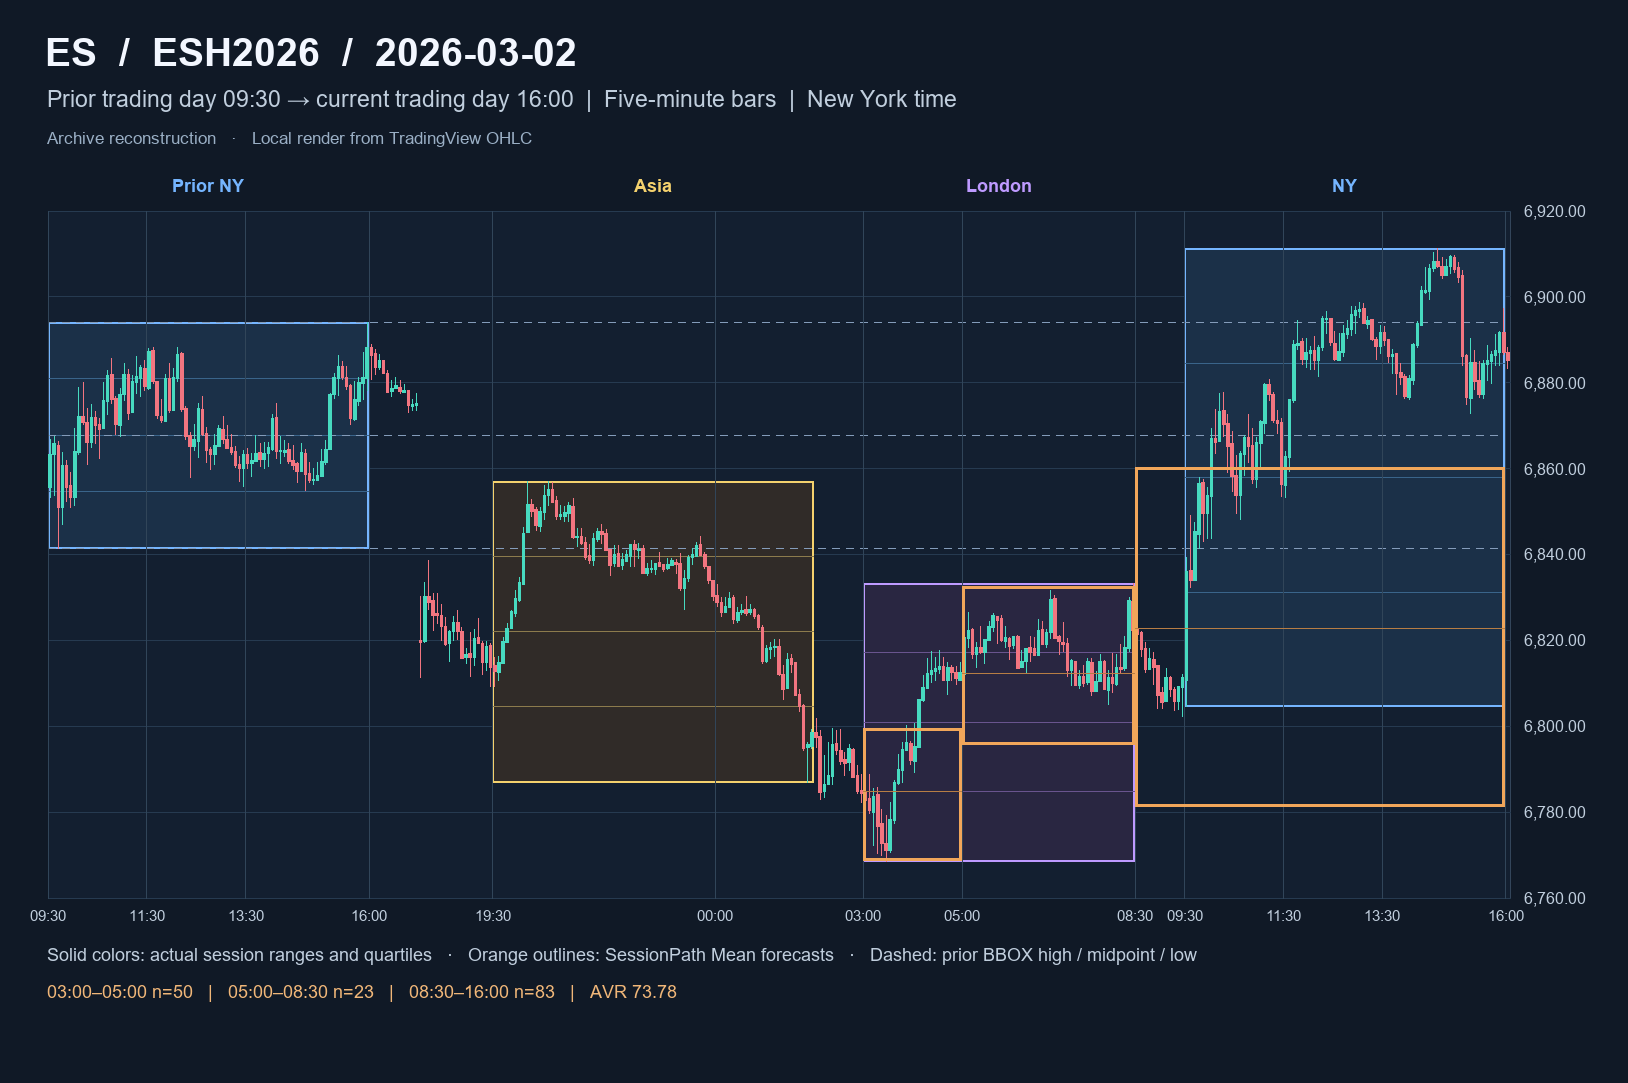 ES / ESH2026 / 2026-03-02
Prior trading day 09:30 → current trading day 16:00 | Five-minute bars | New York time
Archive reconstruction · Local render from TradingView OHLC
Prior NY Asia London NY
6,920.00
6,900.00
6,880.00
6,860.00
6,840.00
6,820.00
6,800.00
6,780.00
6,760.00
09:30 11:30 13:30 16:00 19:30 00:00 03:00 05:00 08:30 09:30 11:30 13:30 16:00
Solid colors: actual session ranges and quartiles · Orange outlines: SessionPath Mean forecasts · Dashed: prior BBOX high / midpoint / low
03:00–05:00 n=50 | 05:00–08:30 n=23 | 08:30–16:00 n=83 | AVR 73.78